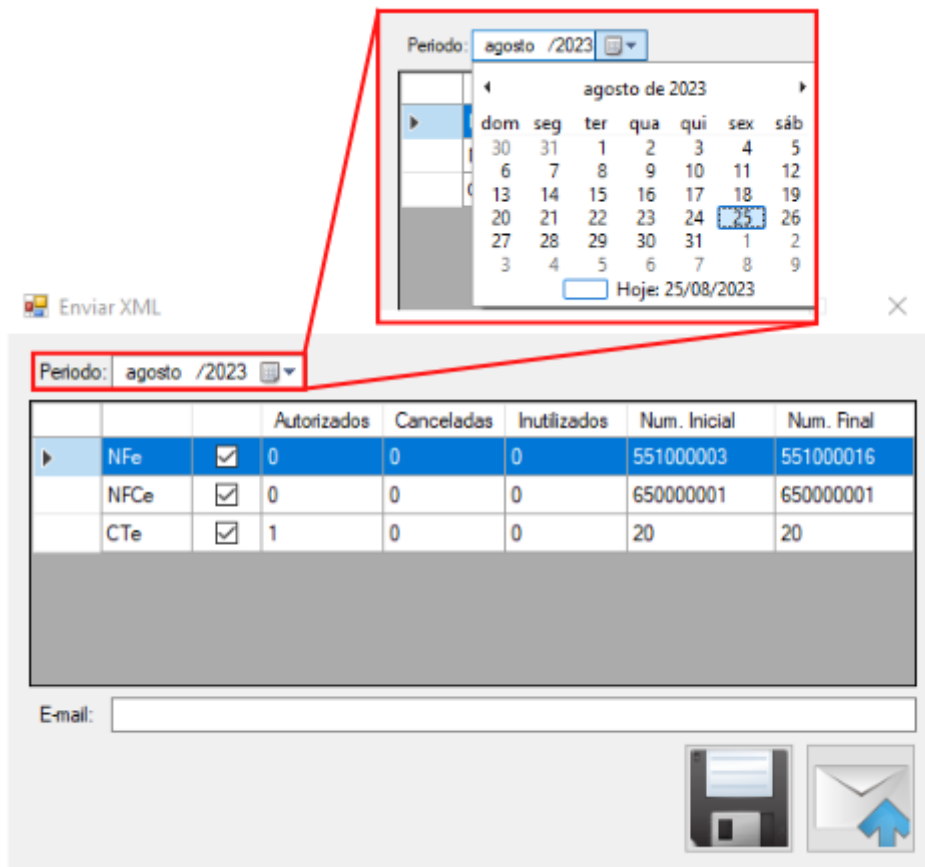 Periodo: agosto /2023
agosto de 2023
dom seg ter qua qui sex sáb
30 31 1 2 3 4 5
6 7 8 9 10 11 12
13 14 15 16 17 18 19
20 21 22 23 24 25 26
27 28 29 30 31 1 2
3 4 5 6 7 8 9
Hoje: 25/08/2023
Enviar XML
Periodo: agosto /2023
Autorizados Canceladas Inutilizados Num. Inicial Num. Final
NFe 0 0 0 551000003 551000016
NFCe 0 0 0 650000001 650000001
CTe 1 0 0 20 20
E-mail: